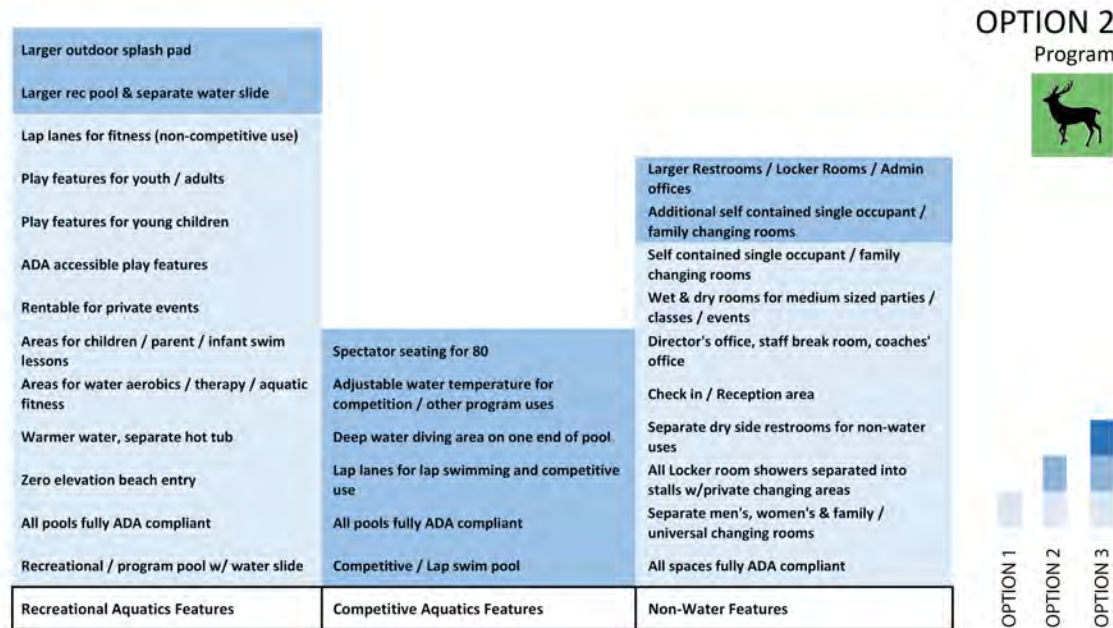 OPTION 2
Program
Larger outdoor splash pad
Larger rec pool & separate water slide
Lap lanes for fitness (non-competitive use)
Play features for youth / adults
Play features for young children
ADA accessible play features
Rentable for private events
Areas for children / parent / infant swim
lessons
Areas for water aerobics / therapy / aquatic
fitness
Warmer water, separate hot tub
Zero elevation beach entry
All pools fully ADA compliant
Recreational / program pool w/ water slide
Recreational Aquatics Features
Spectator seating for 80
Adjustable water temperature for
competition / other program uses
Deep water diving area on one end of pool
Lap lanes for lap swimming and competitive
use
All pools fully ADA compliant
Competitive / Lap swim pool
Competitive Aquatics Features
Larger Restrooms / Locker Rooms / Admin
offices
Additional self contained single occupant /
family changing rooms
Self contained single occupant / family
changing rooms
Wet & dry rooms for medium sized parties /
classes / events
Director's office, staff break room, coaches'
office
Check in / Reception area
Separate dry side restrooms for non-water
uses
All Locker room showers separated into
stalls w/private changing areas
Separate men's, women's & family /
universal changing rooms
All spaces fully ADA compliant
Non-Water Features
OPTION 1
OPTION 2
OPTION 3